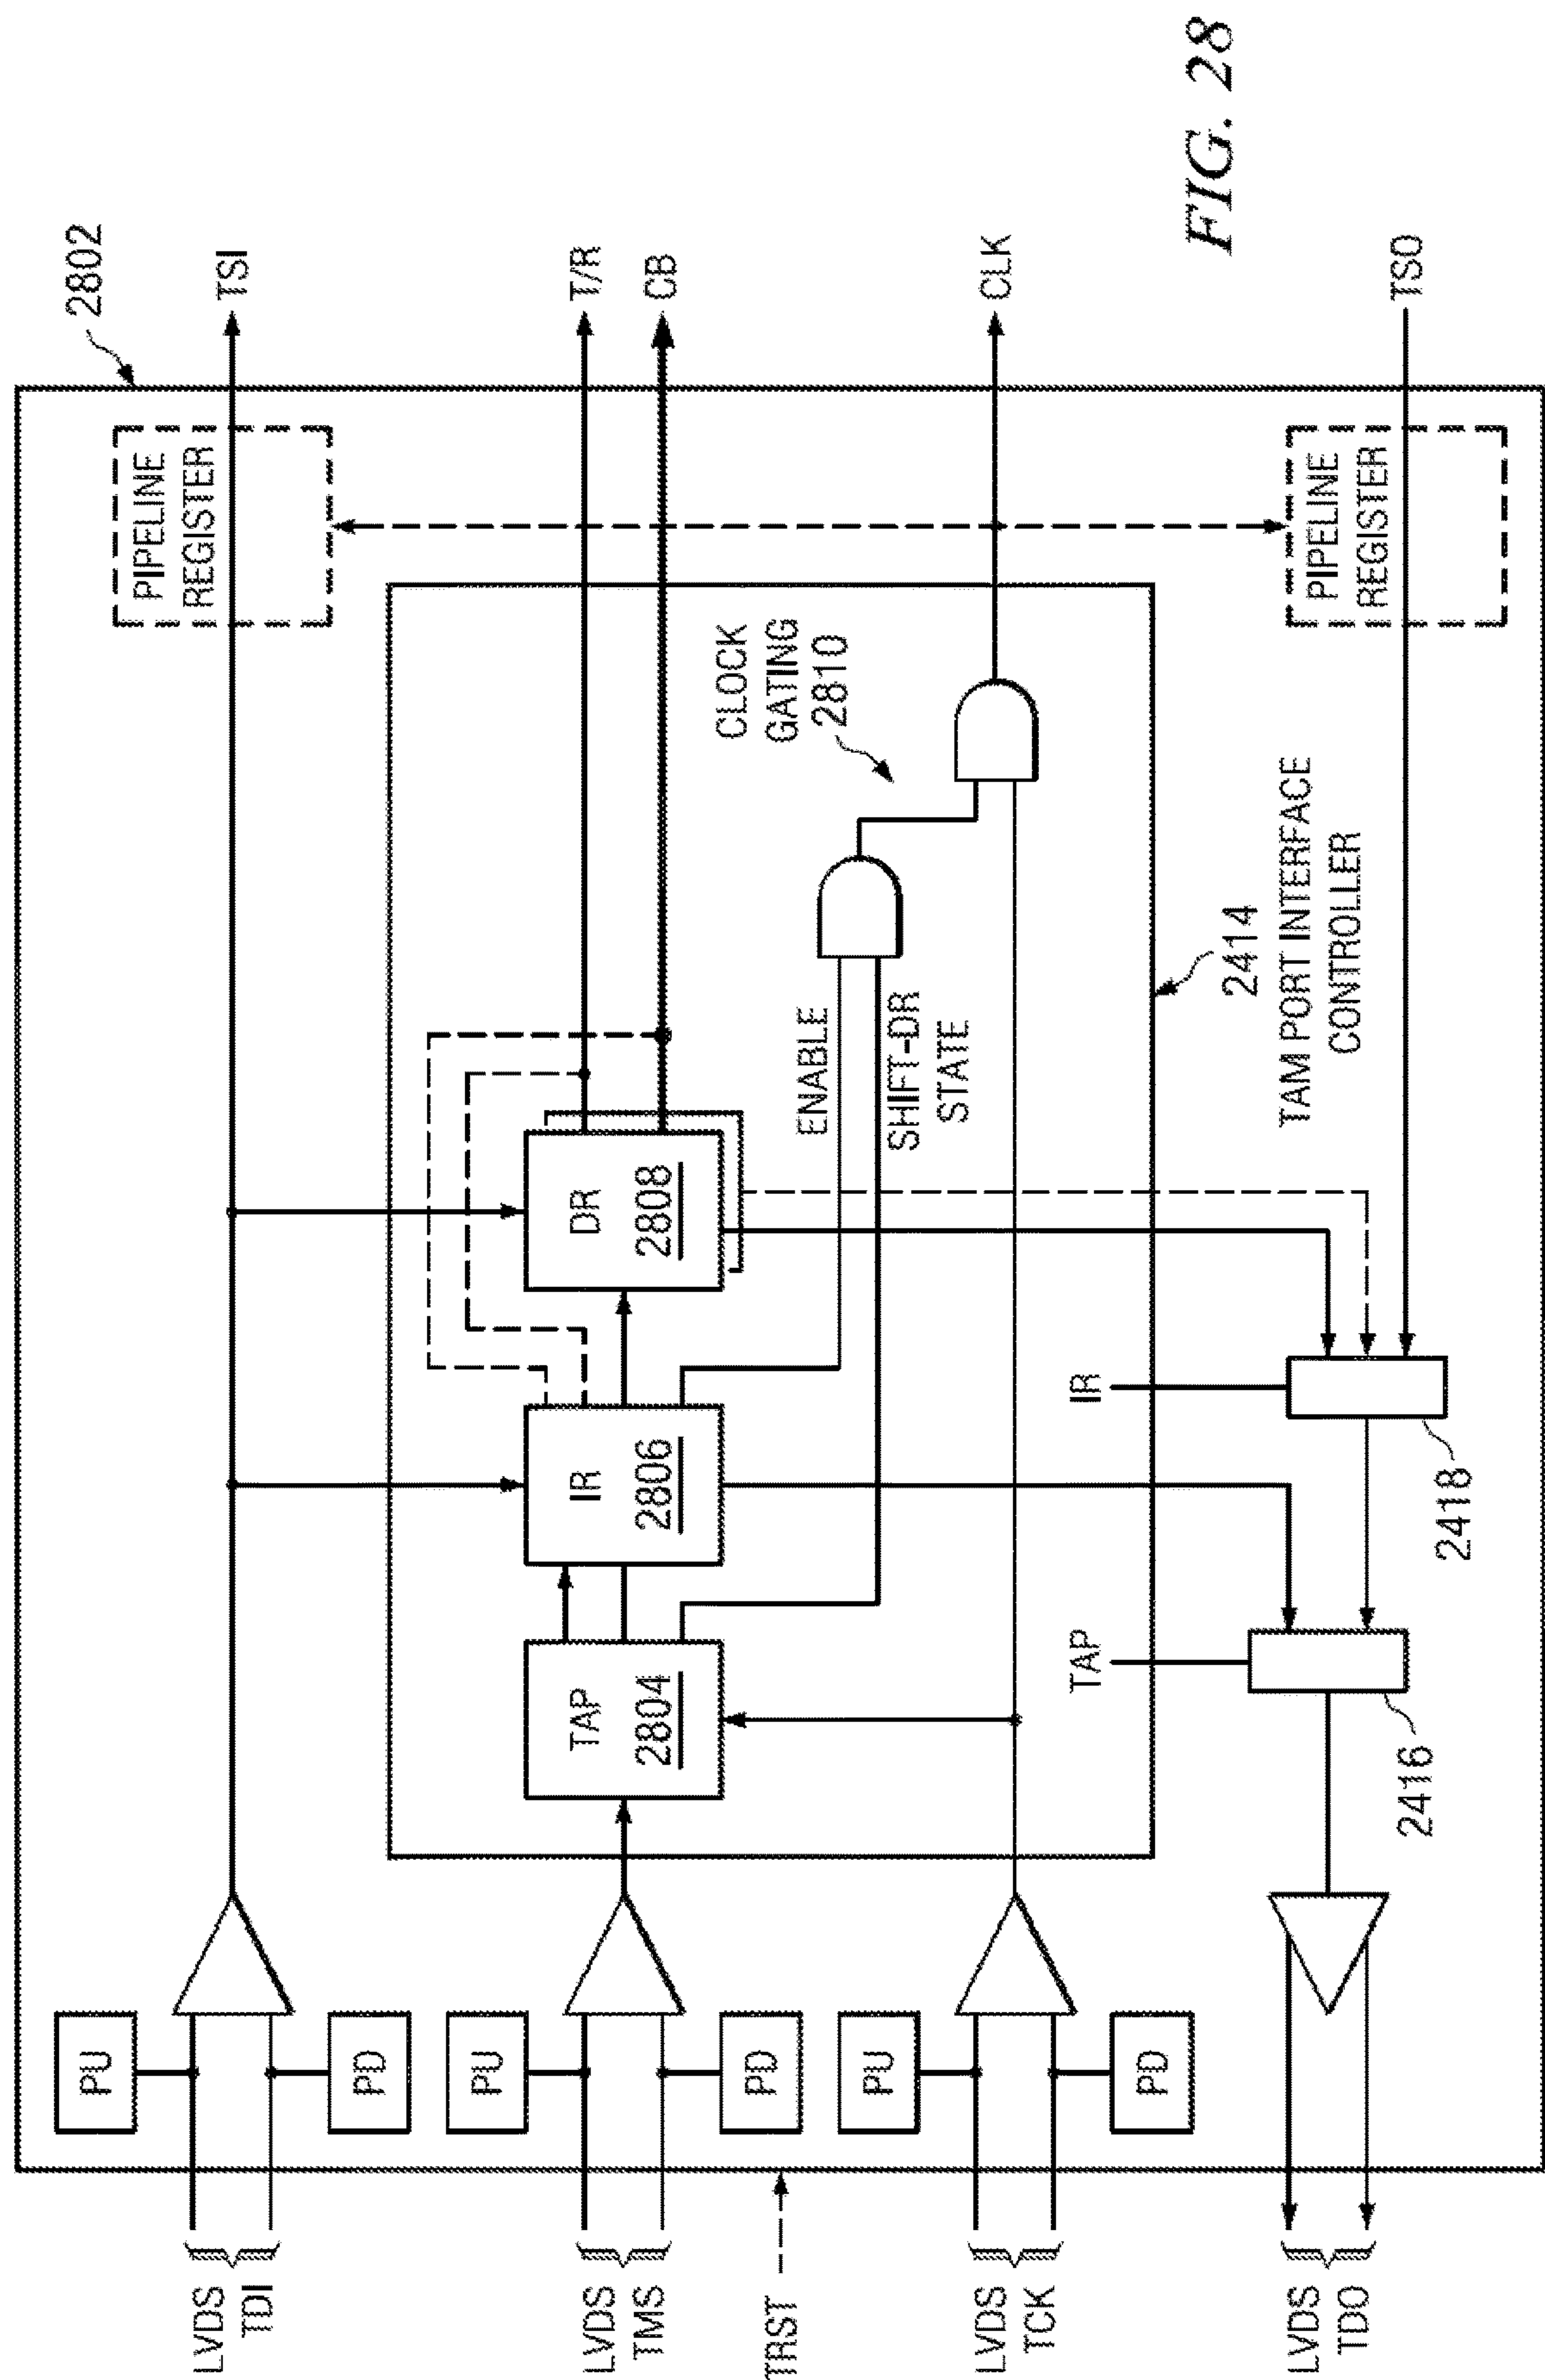 2802
LVDS
TDI
PU
PD
PIPELINE
REGISTER
TSI
LVDS
TMS
PU
PD
TAP
2804
IR
2806
DR
2808
T/R
CB
TRST
ENABLE
SHIFT-DR
STATE
CLOCK
GATING
2810
LVDS
TCK
PU
PD
CLK
TAP
IR
2414
TAM PORT INTERFACE
CONTROLLER
PIPELINE
REGISTER
TSO
LVDS
TDO
2416
2418
FIG. 28